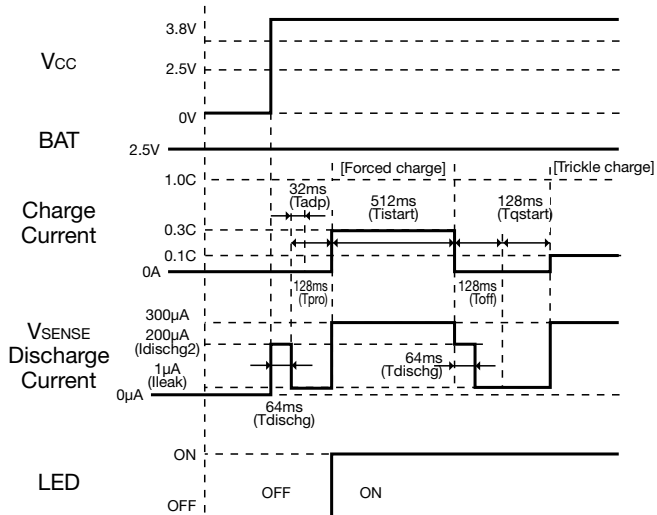 3.8V
Vcc
2.5V
0V
BAT
2.5V
[Forced charge]
[Trickle charge]
1.0C
32ms
(Tadp)
512ms
(Tistart)
128ms
(Tqstart)
Charge
Current
0.3C
0.1C
0A
128ms
(Tpro)
128ms
(Toff)
300μA
VSENSE
Discharge
Current
200μA
(Idischg2)
1μA
(Ileak)
0μA
64ms
(Tdischg)
64ms
(Tdischg)
LED
ON
OFF
OFF
ON